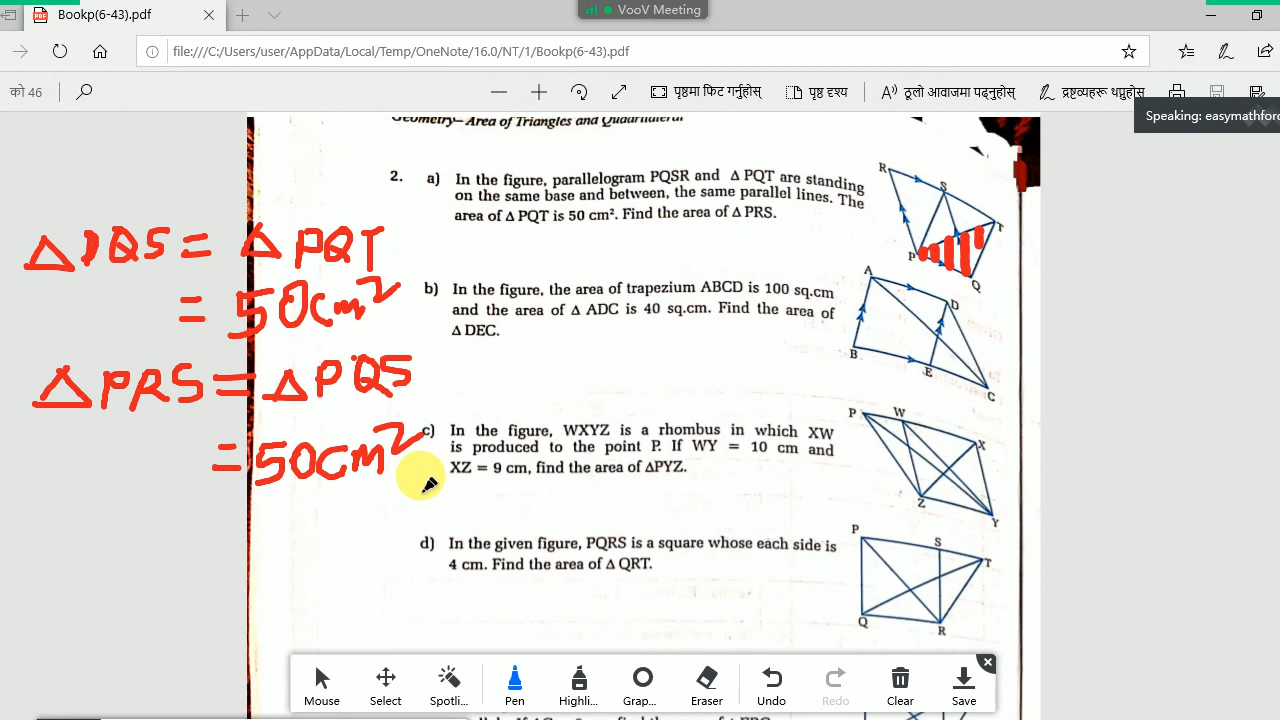 Bookp(6-43).pdf
VooV Meeting
file:///C:/Users/user/AppData/Local/Temp/OneNote/16.0/NT/1/Bookp(6-43).pdf
को 46
पृष्ठमा फिट गर्नुहोस्
पृष्ठ दृश्य
ठूलो आवाजमा पढ्नुहोस्
द्रष्टव्यहरू थप्नुहोस्
Speaking: easymathforc
Geometry–Area of Triangles and Quadrilateral
2. a) In the figure, parallelogram PQSR and Δ PQT are standing
on the same base and between, the same parallel lines. The
area of Δ PQT is 50 cm². Find the area of Δ PRS.
R S T P Q
Δ PQS = Δ PQT
= 50cm²
Δ PRS = Δ PQS
= 50cm²
b) In the figure, the area of trapezium ABCD is 100 sq.cm
and the area of Δ ADC is 40 sq.cm. Find the area of
Δ DEC.
A D B E C
c) In the figure, WXYZ is a rhombus in which XW
is produced to the point P. If WY = 10 cm and
XZ = 9 cm, find the area of ΔPYZ.
P W X Z Y
d) In the given figure, PQRS is a square whose each side is
4 cm. Find the area of Δ QRT.
P S T Q R
Mouse
Select
Spotli...
Pen
Highli...
Grap...
Eraser
Undo
Redo
Clear
Save